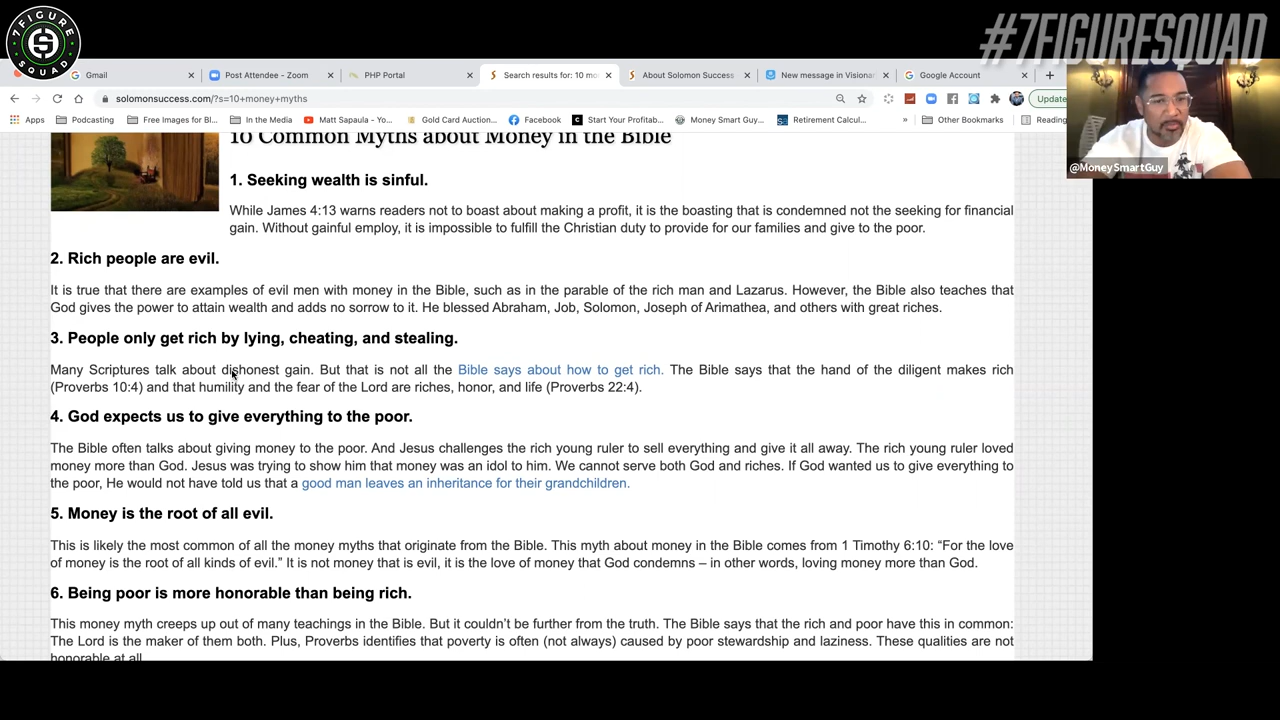 7 FIGURE
SQUAD
#7FIGURESQUAD
Gmail
Post Attendee - Zoom
PHP Portal
Search results for: 10 mo
About Solomon Success
New message in Visionar
Google Account
solomonsuccess.com/?s=10+money+myths
Update
Apps
Podcasting
Free Images for Bl...
In the Media
Matt Sapaula - Yo...
Gold Card Auction...
Facebook
Start Your Profitab...
Money Smart Guy...
Retirement Calcul...
»
Other Bookmarks
Reading
@MoneySmartGuy
10 Common Myths about Money in the Bible
1. Seeking wealth is sinful.
While James 4:13 warns readers not to boast about making a profit, it is the boasting that is condemned not the seeking for financial
gain. Without gainful employ, it is impossible to fulfill the Christian duty to provide for our families and give to the poor.
2. Rich people are evil.
It is true that there are examples of evil men with money in the Bible, such as in the parable of the rich man and Lazarus. However, the Bible also teaches that
God gives the power to attain wealth and adds no sorrow to it. He blessed Abraham, Job, Solomon, Joseph of Arimathea, and others with great riches.
3. People only get rich by lying, cheating, and stealing.
Many Scriptures talk about dishonest gain. But that is not all the Bible says about how to get rich. The Bible says that the hand of the diligent makes rich
(Proverbs 10:4) and that humility and the fear of the Lord are riches, honor, and life (Proverbs 22:4).
4. God expects us to give everything to the poor.
The Bible often talks about giving money to the poor. And Jesus challenges the rich young ruler to sell everything and give it all away. The rich young ruler loved
money more than God. Jesus was trying to show him that money was an idol to him. We cannot serve both God and riches. If God wanted us to give everything to
the poor, He would not have told us that a good man leaves an inheritance for their grandchildren.
5. Money is the root of all evil.
This is likely the most common of all the money myths that originate from the Bible. This myth about money in the Bible comes from 1 Timothy 6:10: “For the love
of money is the root of all kinds of evil.” It is not money that is evil, it is the love of money that God condemns – in other words, loving money more than God.
6. Being poor is more honorable than being rich.
This money myth creeps up out of many teachings in the Bible. But it couldn’t be further from the truth. The Bible says that the rich and poor have this in common:
The Lord is the maker of them both. Plus, Proverbs identifies that poverty is often (not always) caused by poor stewardship and laziness. These qualities are not
honorable at all.